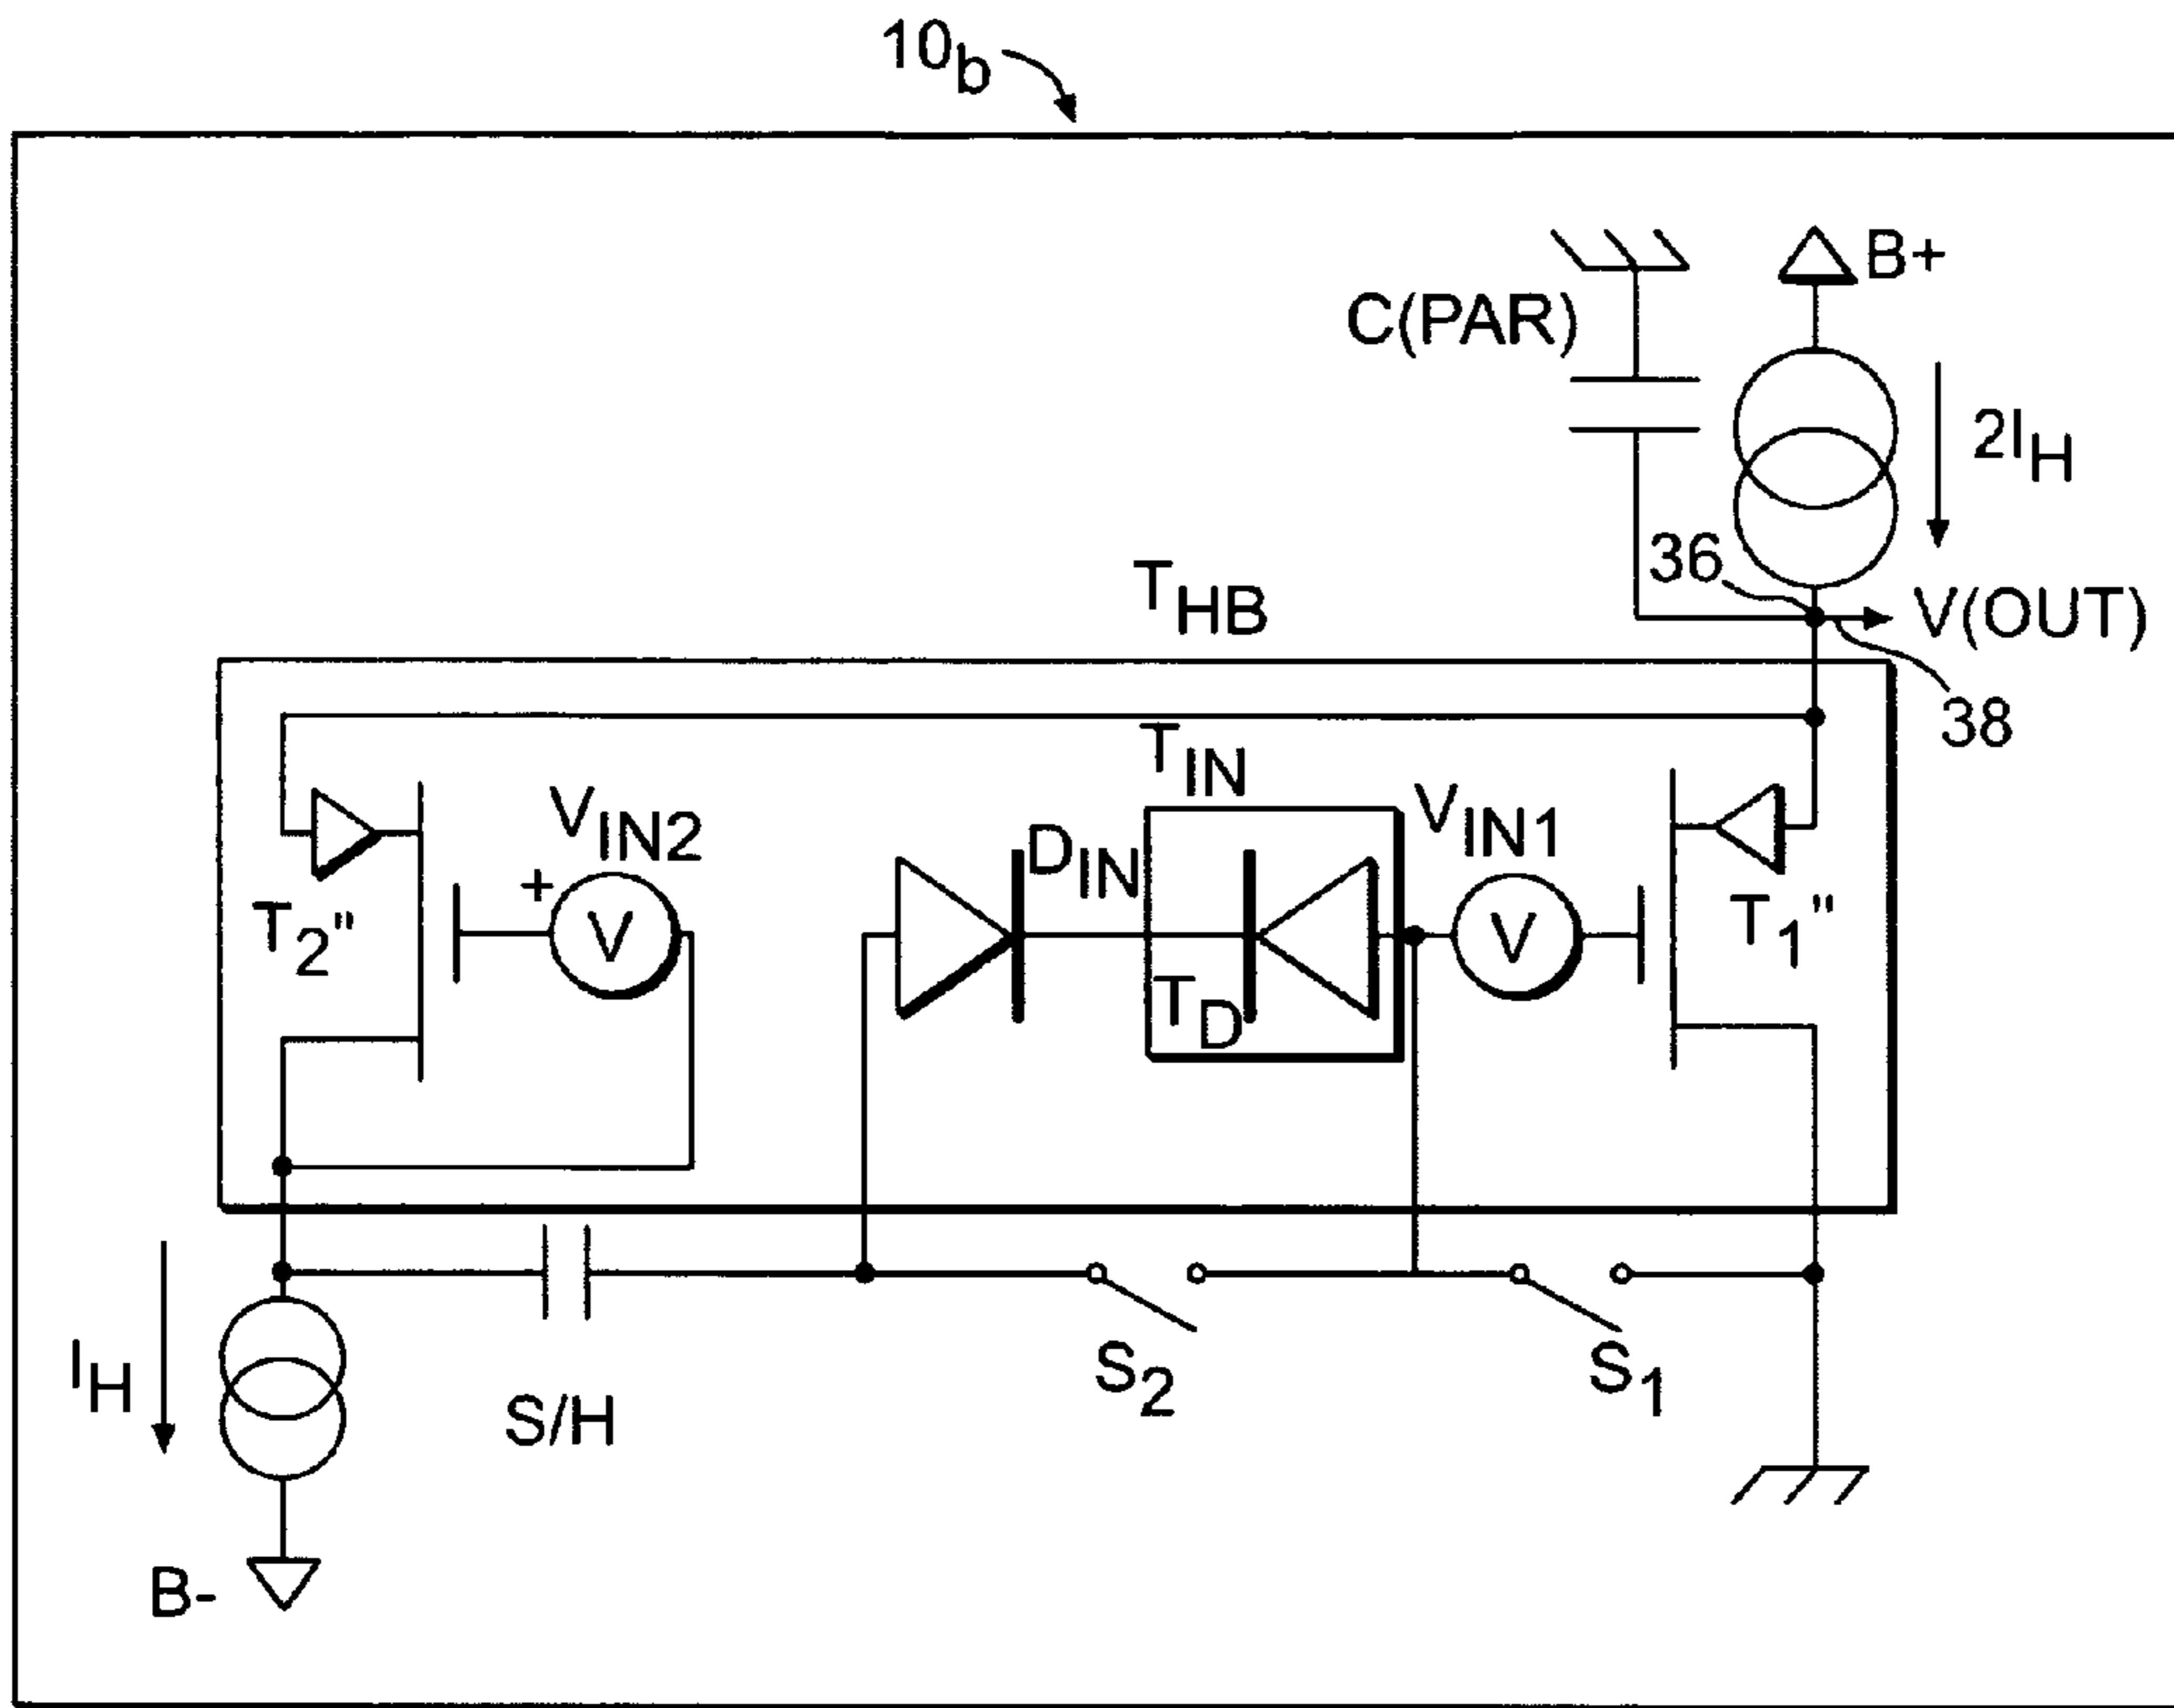 10b
B+
C(PAR)
2IH
36
V(OUT)
THB
38
TIN
VIN2
DIN
VIN1
+
V
V
T2"
T1"
TD
IH
S/H
S2
S1
B-